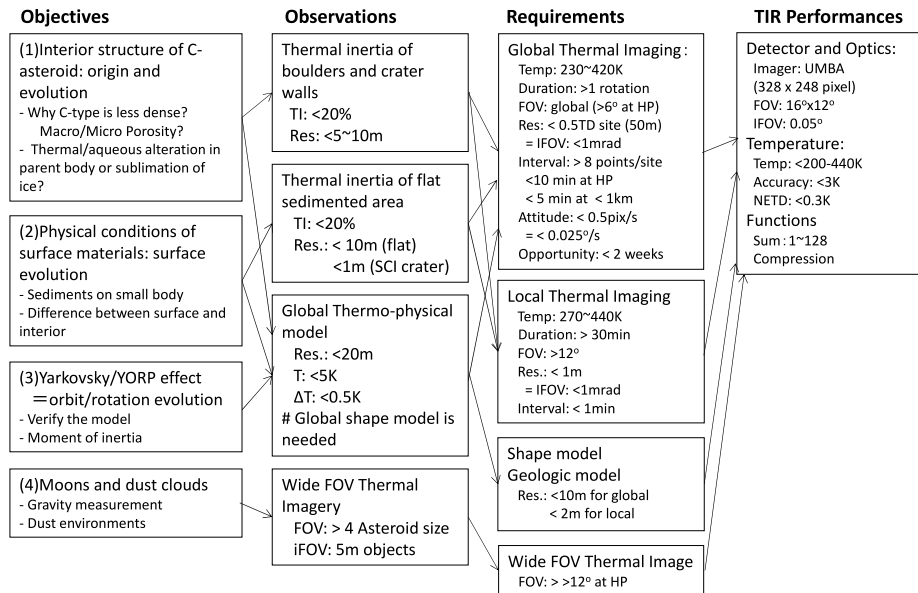 Objectives
(1)Interior structure of C-
asteroid: origin and
evolution
- Why C-type is less dense?
Macro/Micro Porosity?
- Thermal/aqueous alteration in
parent body or sublimation of
ice?
(2)Physical conditions of
surface materials: surface
evolution
- Sediments on small body
- Difference between surface and
interior
(3)Yarkovsky/YORP effect
＝orbit/rotation evolution
- Verify the model
- Moment of inertia
(4)Moons and dust clouds
- Gravity measurement
- Dust environments
Observations
Thermal inertia of
boulders and crater
walls
TI: <20%
Res: <5~10m
Thermal inertia of flat
sedimented area
TI: <20%
Res.: < 10m (flat)
<1m (SCI crater)
Global Thermo-physical
model
Res.: <20m
T: <5K
ΔT: <0.5K
# Global shape model is
needed
Wide FOV Thermal
Imagery
FOV: > 4 Asteroid size
iFOV: 5m objects
Requirements
Global Thermal Imaging：
Temp: 230~420K
Duration: >1 rotation
FOV: global (>6° at HP)
Res: < 0.5TD site (50m)
= IFOV: <1mrad
Interval: > 8 points/site
<10 min at HP
< 5 min at < 1km
Attitude: < 0.5pix/s
= < 0.025°/s
Opportunity: < 2 weeks
Local Thermal Imaging
Temp: 270~440K
Duration: > 30min
FOV: >12°
Res.: < 1m
= IFOV: <1mrad
Interval: < 1min
Shape model
Geologic model
Res.: <10m for global
< 2m for local
Wide FOV Thermal Image
FOV: > >12° at HP
TIR Performances
Detector and Optics:
Imager: UMBA
(328 x 248 pixel)
FOV: 16°x12°
IFOV: 0.05°
Temperature:
Temp: <200-440K
Accuracy: <3K
NETD: <0.3K
Functions
Sum：1~128
Compression